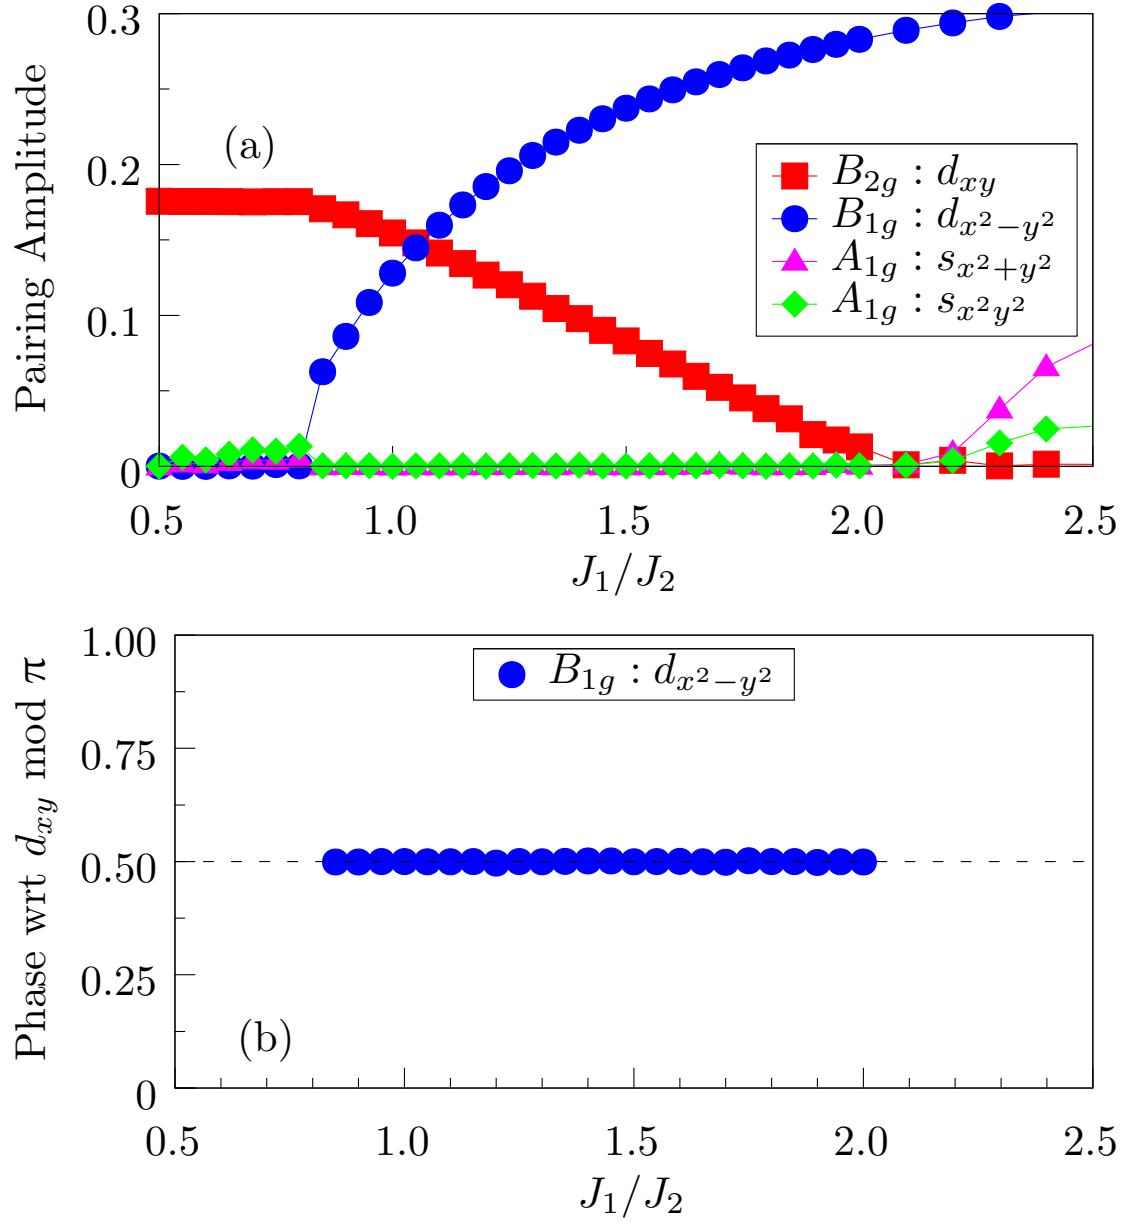 0.3
0.2
0.1
0
Pairing Amplitude
(a)
B₂g : dxy
B₁g : dx²−y²
A₁g : sx²+y²
A₁g : sx²y²
0.5 1.0 1.5 2.0 2.5
J₁/J₂
1.00
0.75
0.50
0.25
0
Phase wrt dxy mod π
B₁g : dx²−y²
(b)
0.5 1.0 1.5 2.0 2.5
J₁/J₂